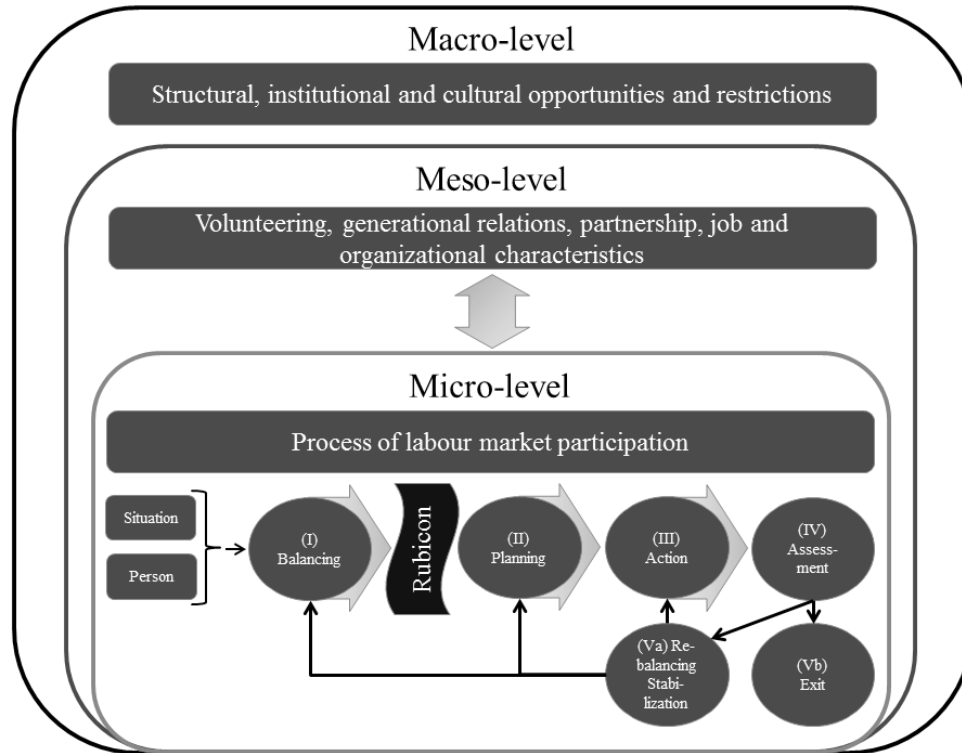 Macro-level
Structural, institutional and cultural opportunities and restrictions
Meso-level
Volunteering, generational relations, partnership, job and
organizational characteristics
Micro-level
Process of labour market participation
Situation
Person
(I)
Balancing
Rubicon
(II)
Planning
(III)
Action
(IV)
Assess-
ment
(Va) Re-
balancing
Stabi-
lization
(Vb)
Exit